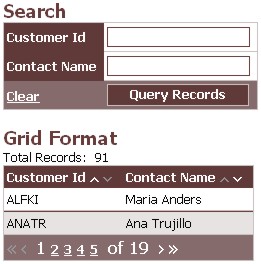 Search
Customer Id
Contact Name
Clear Query Records
Grid Format
Total Records: 91
Customer Id Contact Name
ALFKI Maria Anders
ANATR Ana Trujillo
« < 1 2 3 4 5 of 19 > »